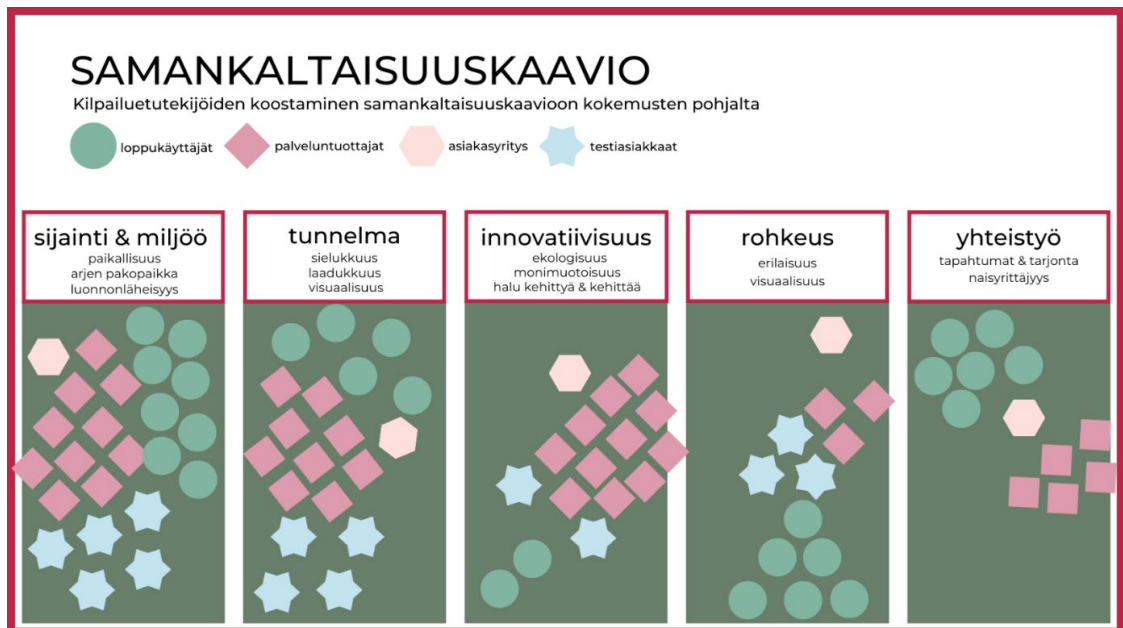 SAMANKALTAISUUSKAAVIO
Kilpailuetutekijöiden koostaminen samankaltaisuuskaavioon kokemusten pohjalta
loppukäyttäjät
palveluntuottajat
asiakasyritys
testiasiakkaat
sijainti & miljöö
paikallisuus
arjen pakopaikka
luonnonläheisyys
tunnelma
sielukkuus
laadukkuus
visuaalisuus
innovatiivisuus
ekologisuus
monimuotoisuus
halu kehittyä & kehittää
rohkeus
erilaisuus
visuaalisuus
yhteistyö
tapahtumat & tarjonta
naisyrittäjyys